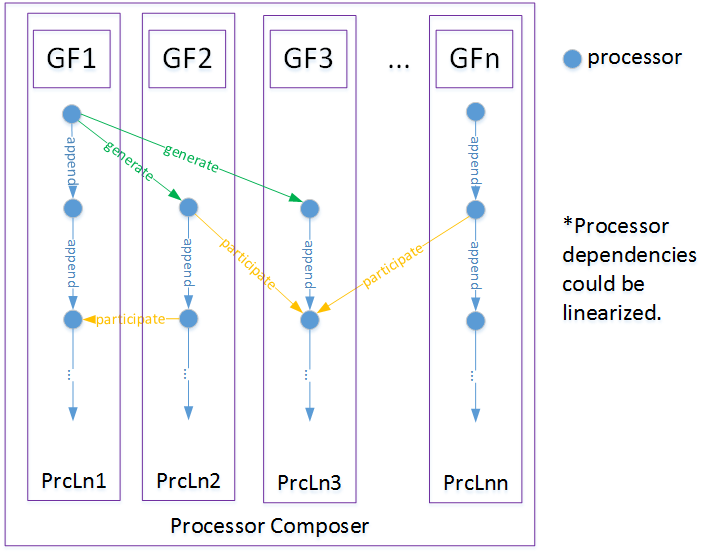 GF1 GF2 GF3 ... GFn
processor
append generate generate append
append participate append append participate append
participate
... ... ... ...
*Processor
dependencies
could be
linearized.
PrcLn1 PrcLn2 PrcLn3 PrcLnn
Processor Composer